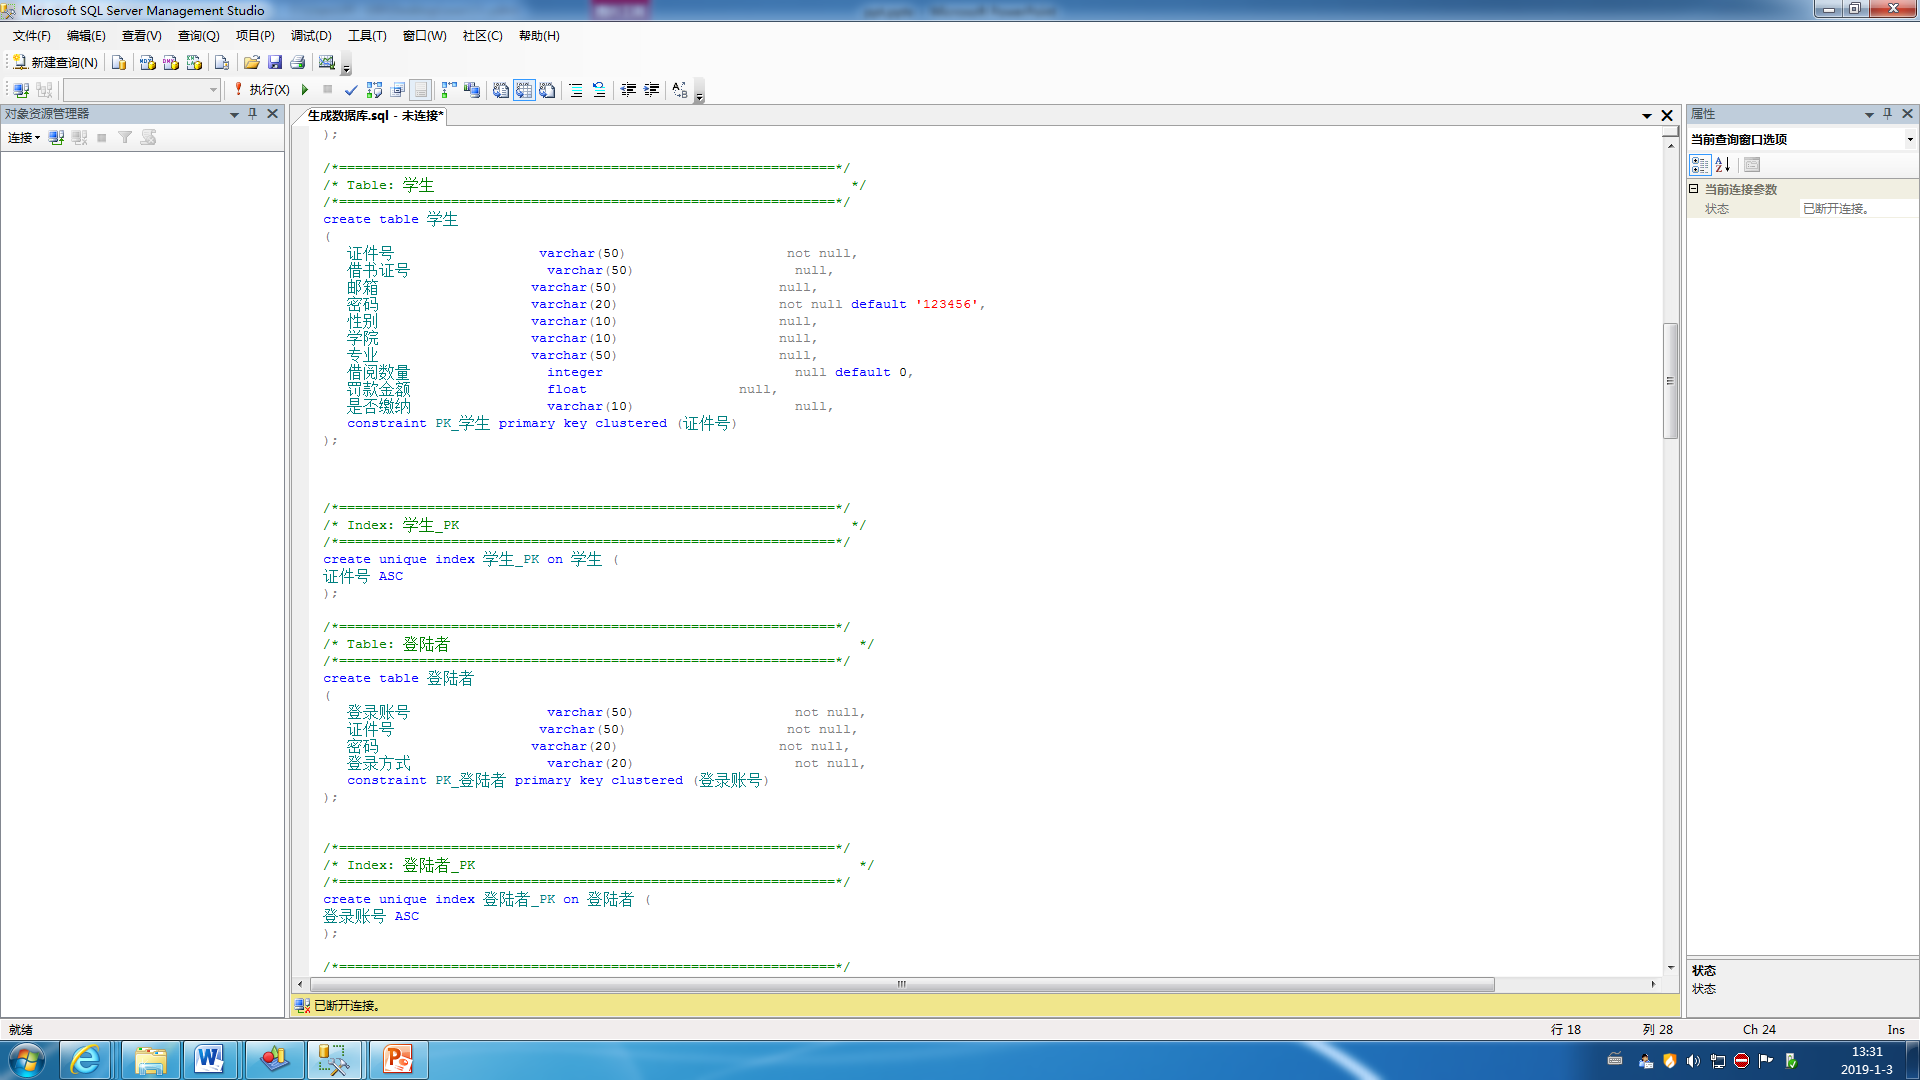 Microsoft SQL Server Management Studio
文件(F) 编辑(E) 查看(V) 查询(Q) 项目(P) 调试(D) 工具(T) 窗口(W) 社区(C) 帮助(H)
新建查询(N)
执行(X)
对象资源管理器
连接
生成数据库.sql - 未连接*
);
/*==============================================================*/
/* Table: 学生 */
/*==============================================================*/
create table 学生
(
证件号 varchar(50) not null,
借书证号 varchar(50) null,
邮箱 varchar(50) null,
密码 varchar(20) not null default '123456',
性别 varchar(10) null,
学院 varchar(10) null,
专业 varchar(50) null,
借阅数量 integer null default 0,
罚款金额 float null,
是否缴纳 varchar(10) null,
constraint PK_学生 primary key clustered (证件号)
);
/*==============================================================*/
/* Index: 学生_PK */
/*==============================================================*/
create unique index 学生_PK on 学生 (
证件号 ASC
);
/*==============================================================*/
/* Table: 登陆者 */
/*==============================================================*/
create table 登陆者
(
登录账号 varchar(50) not null,
证件号 varchar(50) not null,
密码 varchar(20) not null,
登录方式 varchar(20) not null,
constraint PK_登陆者 primary key clustered (登录账号)
);
/*==============================================================*/
/* Index: 登陆者_PK */
/*==============================================================*/
create unique index 登陆者_PK on 登陆者 (
登录账号 ASC
);
/*==============================================================*/
已断开连接。
属性
当前查询窗口选项
当前连接参数
状态 已断开连接。
状态
状态
就绪 行 18 列 28 Ch 24 Ins
13:31
2019-1-3